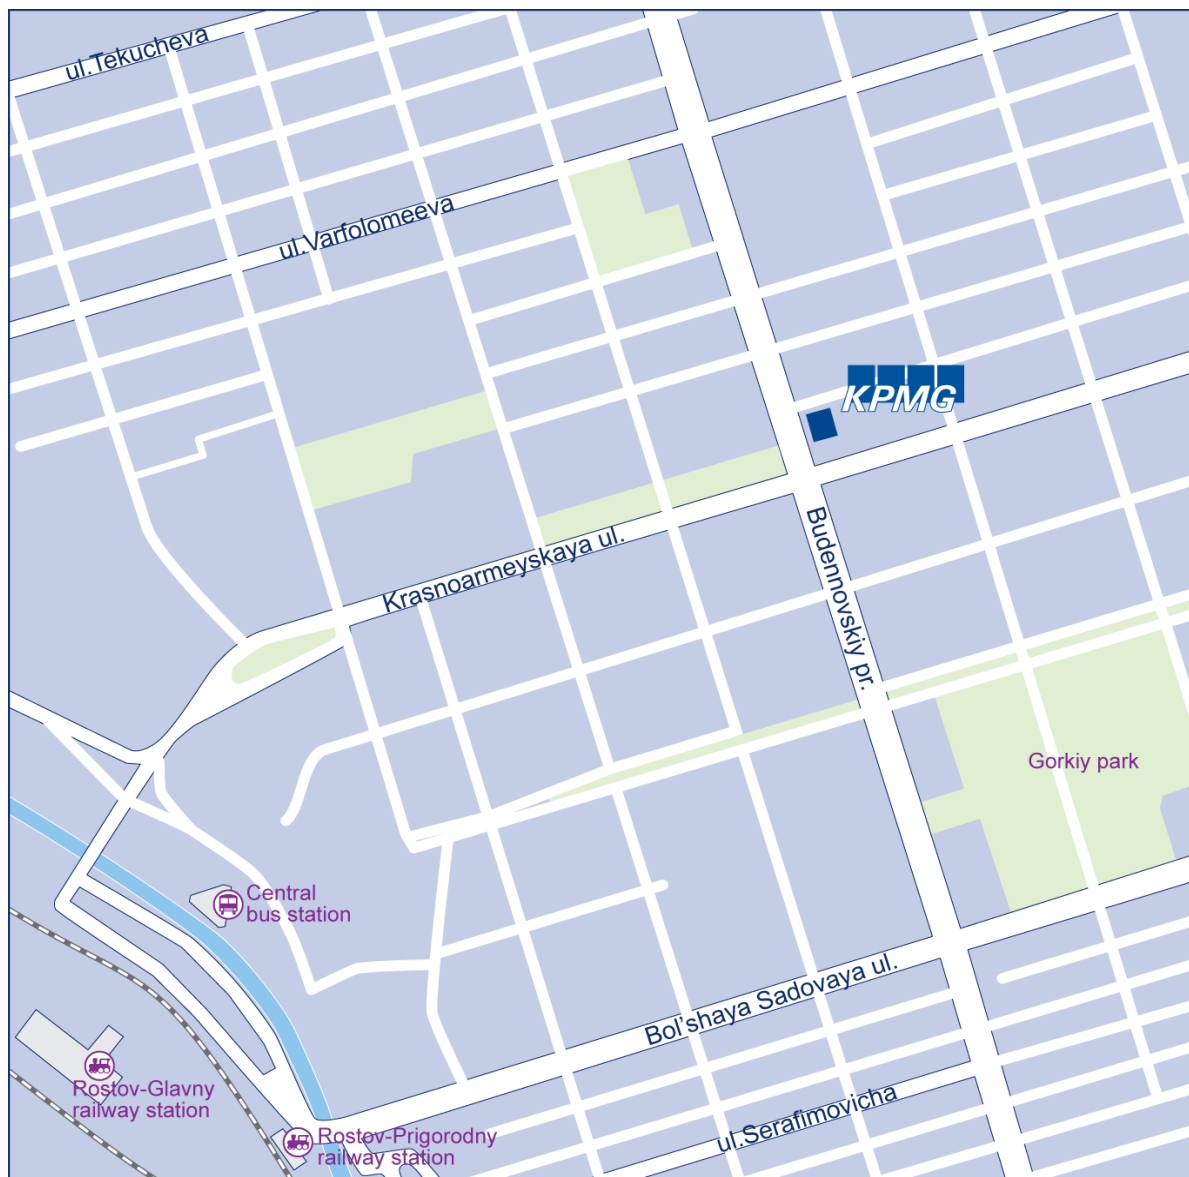 ul.Tekucheva
ul.Varfolomeeva
KPMG
Krasnoarmeyskaya ul.
Budennovskiy pr.
Gorkiy park
Central
bus station
Bol'shaya Sadovaya ul.
Rostov-Glavny
railway station
ul.Serafimovicha
Rostov-Prigorodny
railway station